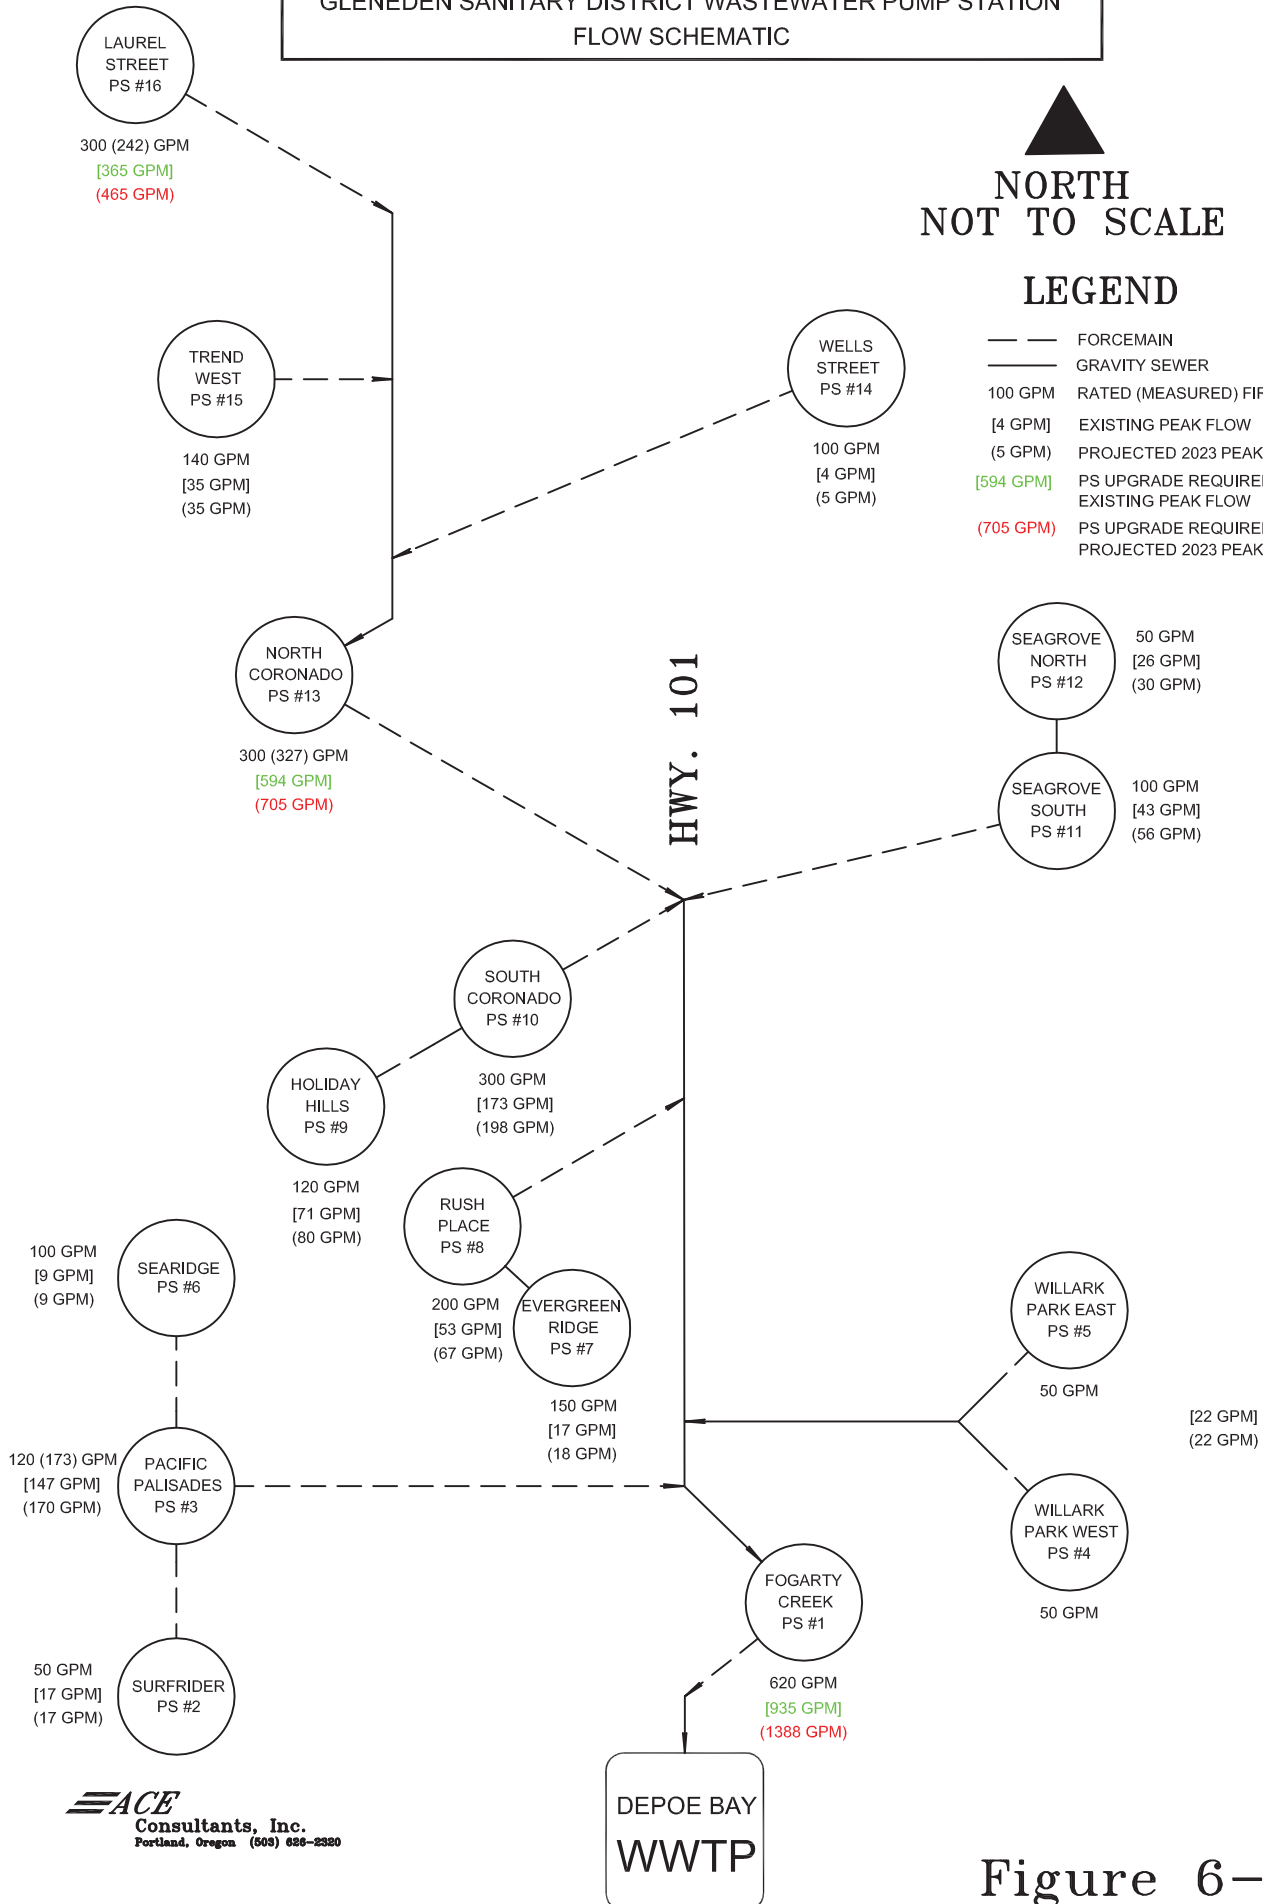 GLENEDEN SANITARY DISTRICT WASTEWATER PUMP STATION
FLOW SCHEMATIC
LAUREL
STREET
PS #16
300 (242) GPM
[365 GPM]
(465 GPM)
NORTH
NOT TO SCALE
LEGEND
FORCEMAIN
GRAVITY SEWER
100 GPM RATED (MEASURED)
[4 GPM] EXISTING PEAK FLOW
(5 GPM) PROJECTED 2023 PEAK
[594 GPM] PS UPGRADE
EXISTING PEAK FLOW
(705 GPM) PS UPGRADE
PROJECTED 2023 PEAK
TREND
WEST
PS #15
140 GPM
[35 GPM]
(35 GPM)
WELLS
STREET
PS #14
100 GPM
[4 GPM]
(5 GPM)
NORTH
CORONADO
PS #13
300 (327) GPM
[594 GPM]
(705 GPM)
HWY. 101
SEAGROVE
NORTH
PS #12
50 GPM
[26 GPM]
(30 GPM)
SEAGROVE
SOUTH
PS #11
100 GPM
[43 GPM]
(56 GPM)
SOUTH
CORONADO
PS #10
300 GPM
[173 GPM]
(198 GPM)
HOLIDAY
HILLS
PS #9
120 GPM
[71 GPM]
(80 GPM)
RUSH
PLACE
PS #8
200 GPM
[53 GPM]
(67 GPM)
EVERGREEN
RIDGE
PS #7
150 GPM
[17 GPM]
(18 GPM)
100 GPM
[9 GPM]
(9 GPM)
SEARIDGE
PS #6
WILLARK
PARK EAST
PS #5
50 GPM
[22 GPM]
(22 GPM)
WILLARK
PARK WEST
PS #4
50 GPM
120 (173) GPM
[147 GPM]
(170 GPM)
PACIFIC
PALISADES
PS #3
FOGARTY
CREEK
PS #1
620 GPM
[935 GPM]
(1388 GPM)
50 GPM
[17 GPM]
(17 GPM)
SURFRIDER
PS #2
DEPOE BAY
WWTP
ACE
Consultants, Inc.
Portland, Oregon (503) 626-2320
Figure 6-